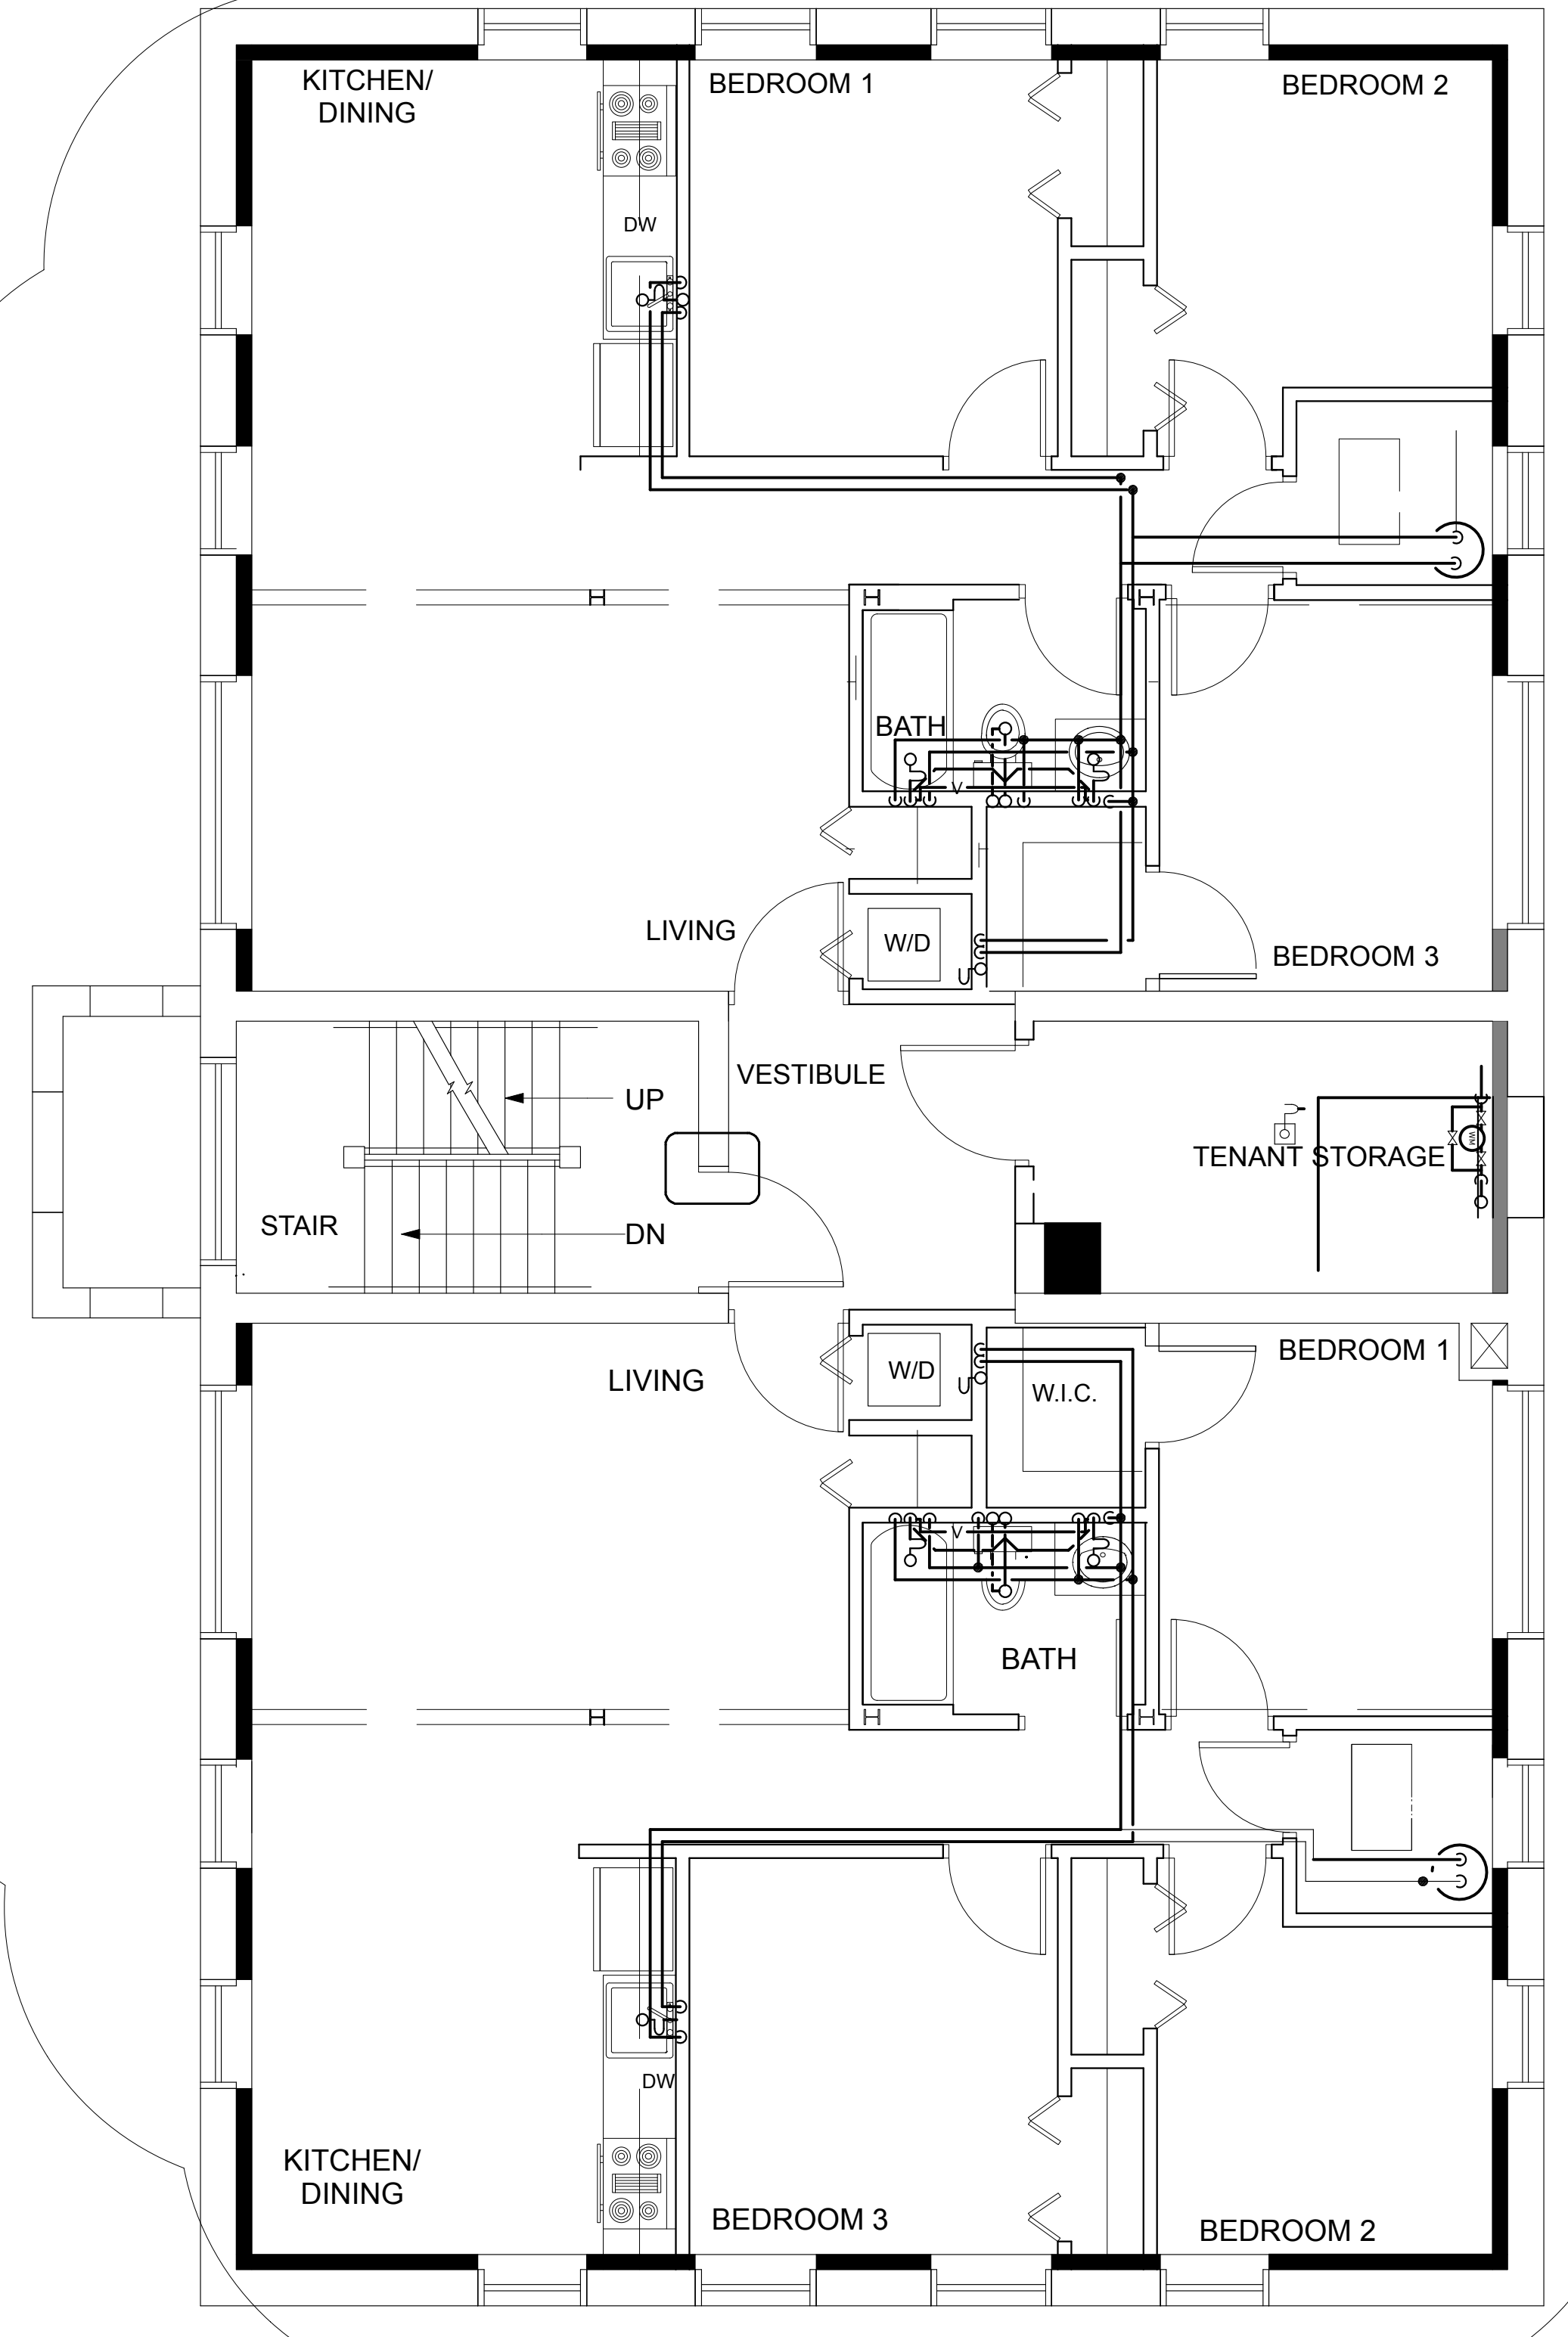 KITCHEN/
DINING
BEDROOM 1
BEDROOM 2
DW
BATH
V
LIVING
W/D
BEDROOM 3
VESTIBULE
UP
TENANT STORAGE
WM
STAIR
DN
LIVING
W/D
W.I.C.
BEDROOM 1
V
BATH
DW
KITCHEN/
DINING
BEDROOM 3
BEDROOM 2